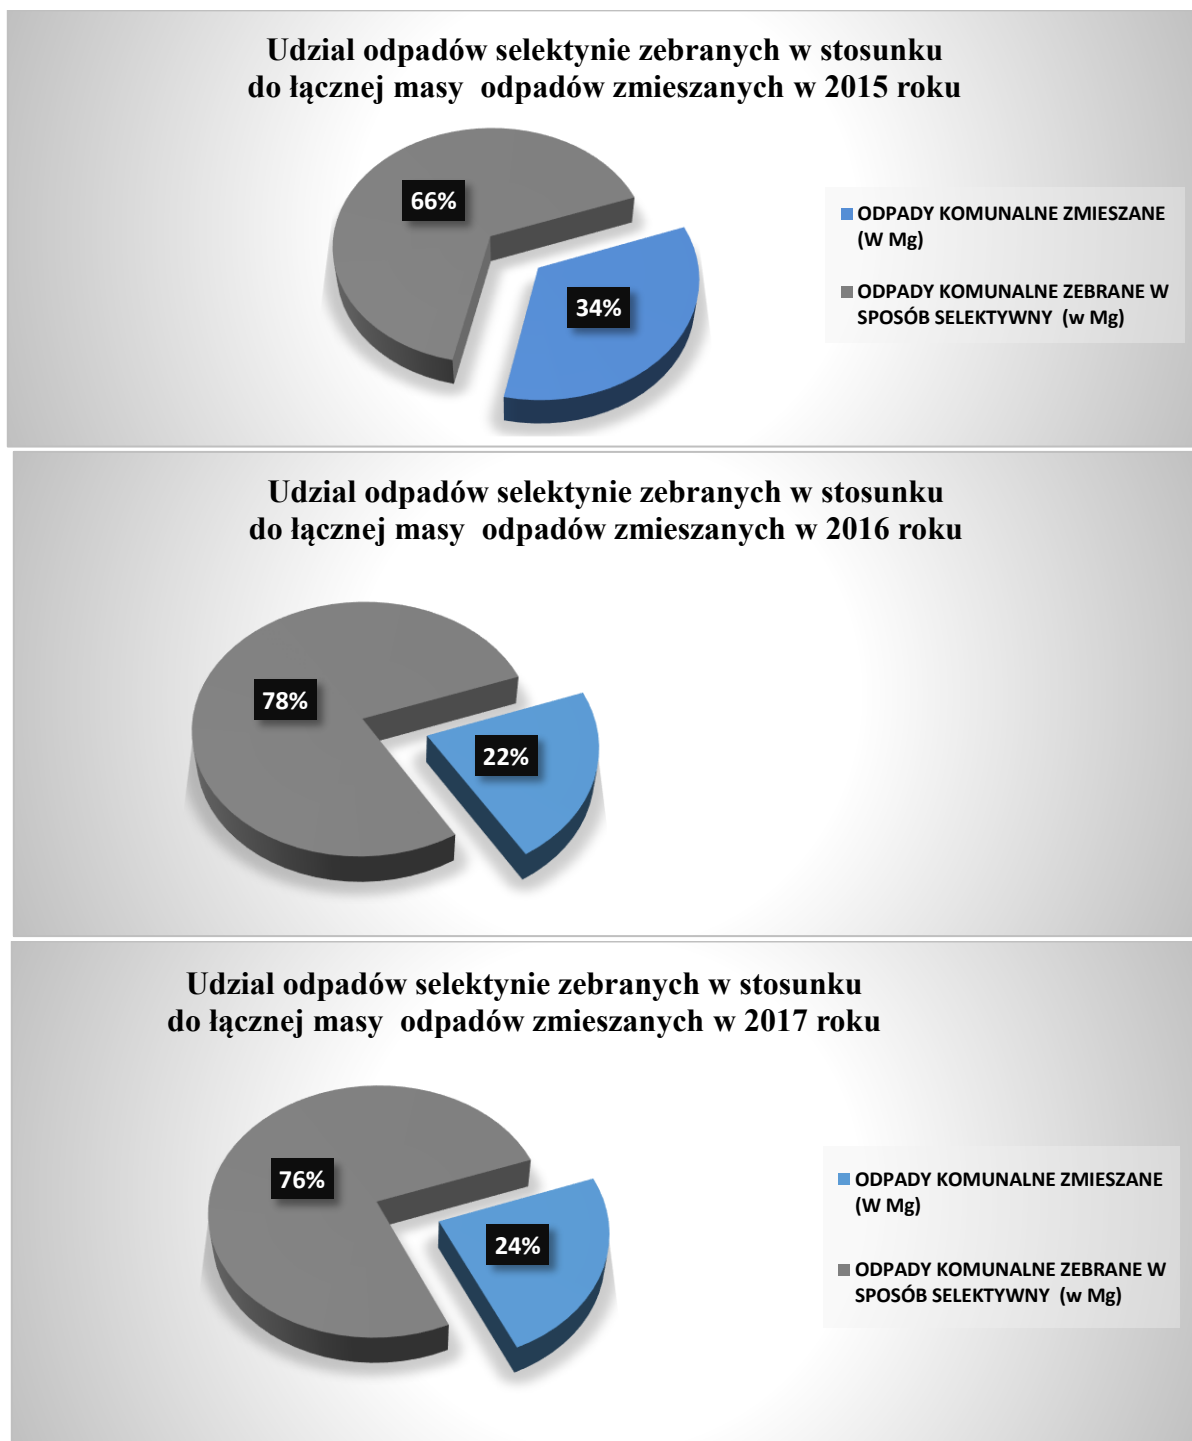 Udzial odpadów selektynie zebranych w stosunku
do łącznej masy odpadów zmieszanych w 2015 roku
66%
34%
ODPADY KOMUNALNE ZMIESZANE
(W Mg)
ODPADY KOMUNALNE ZEBRANE W
SPOSÓB SELEKTYWNY (w Mg)
Udzial odpadów selektynie zebranych w stosunku
do łącznej masy odpadów zmieszanych w 2016 roku
78%
22%
Udzial odpadów selektynie zebranych w stosunku
do łącznej masy odpadów zmieszanych w 2017 roku
76%
24%
ODPADY KOMUNALNE ZMIESZANE
(W Mg)
ODPADY KOMUNALNE ZEBRANE W
SPOSÓB SELEKTYWNY (w Mg)